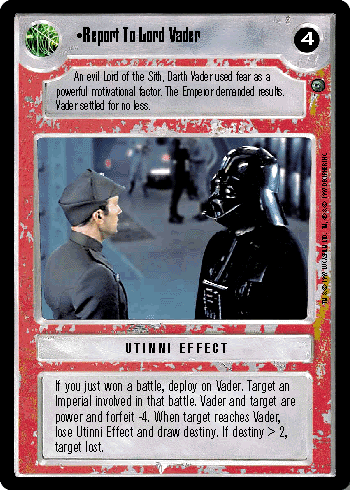 •Report To Lord Vader
4
An evil Lord of the Sith, Darth Vader used fear as a
powerful motivational factor. The Emperor demanded results.
Vader settled for no less.
UTINNI EFFECT
If you just won a battle, deploy on Vader. Target an
Imperial involved in that battle. Vader and target are
power and forfeit -4. When target reaches Vader,
lose Utinni Effect and draw destiny. If destiny > 2,
target lost.